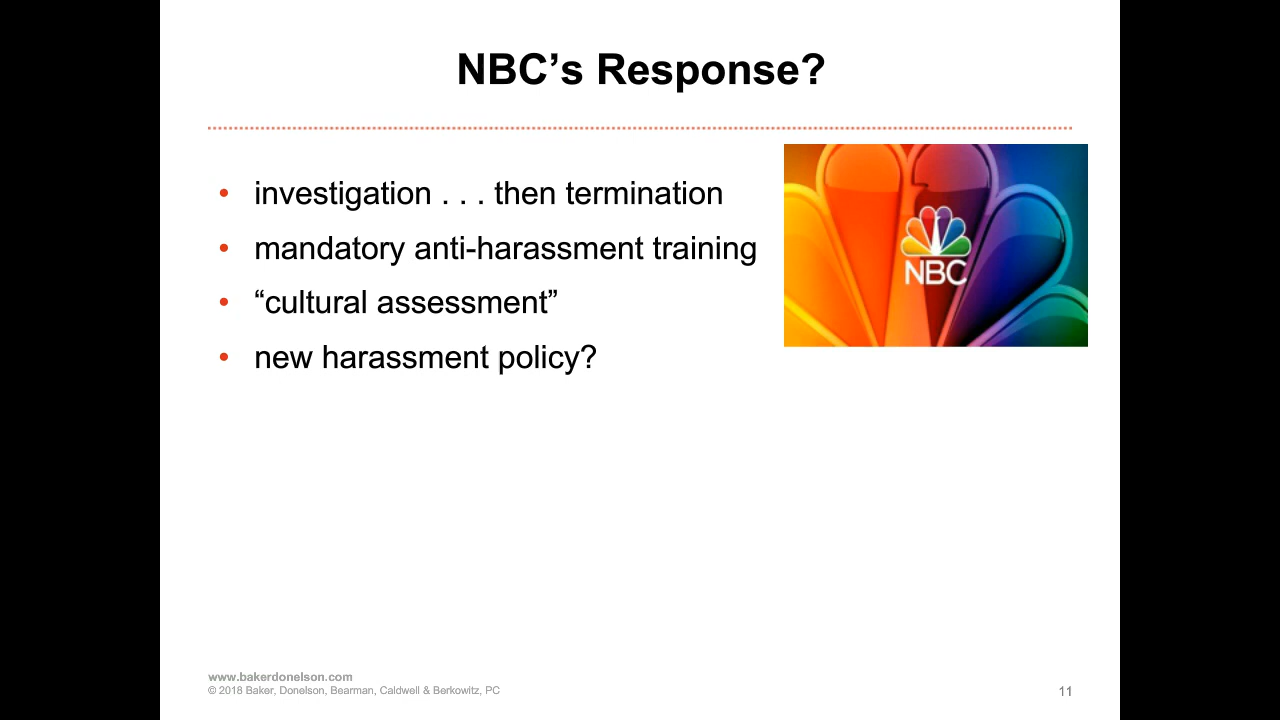 NBC’s Response?
• investigation . . . then termination
• mandatory anti-harassment training
• “cultural assessment”
• new harassment policy?
NBC
www.bakerdonelson.com
© 2018 Baker, Donelson, Bearman, Caldwell & Berkowitz, PC
11